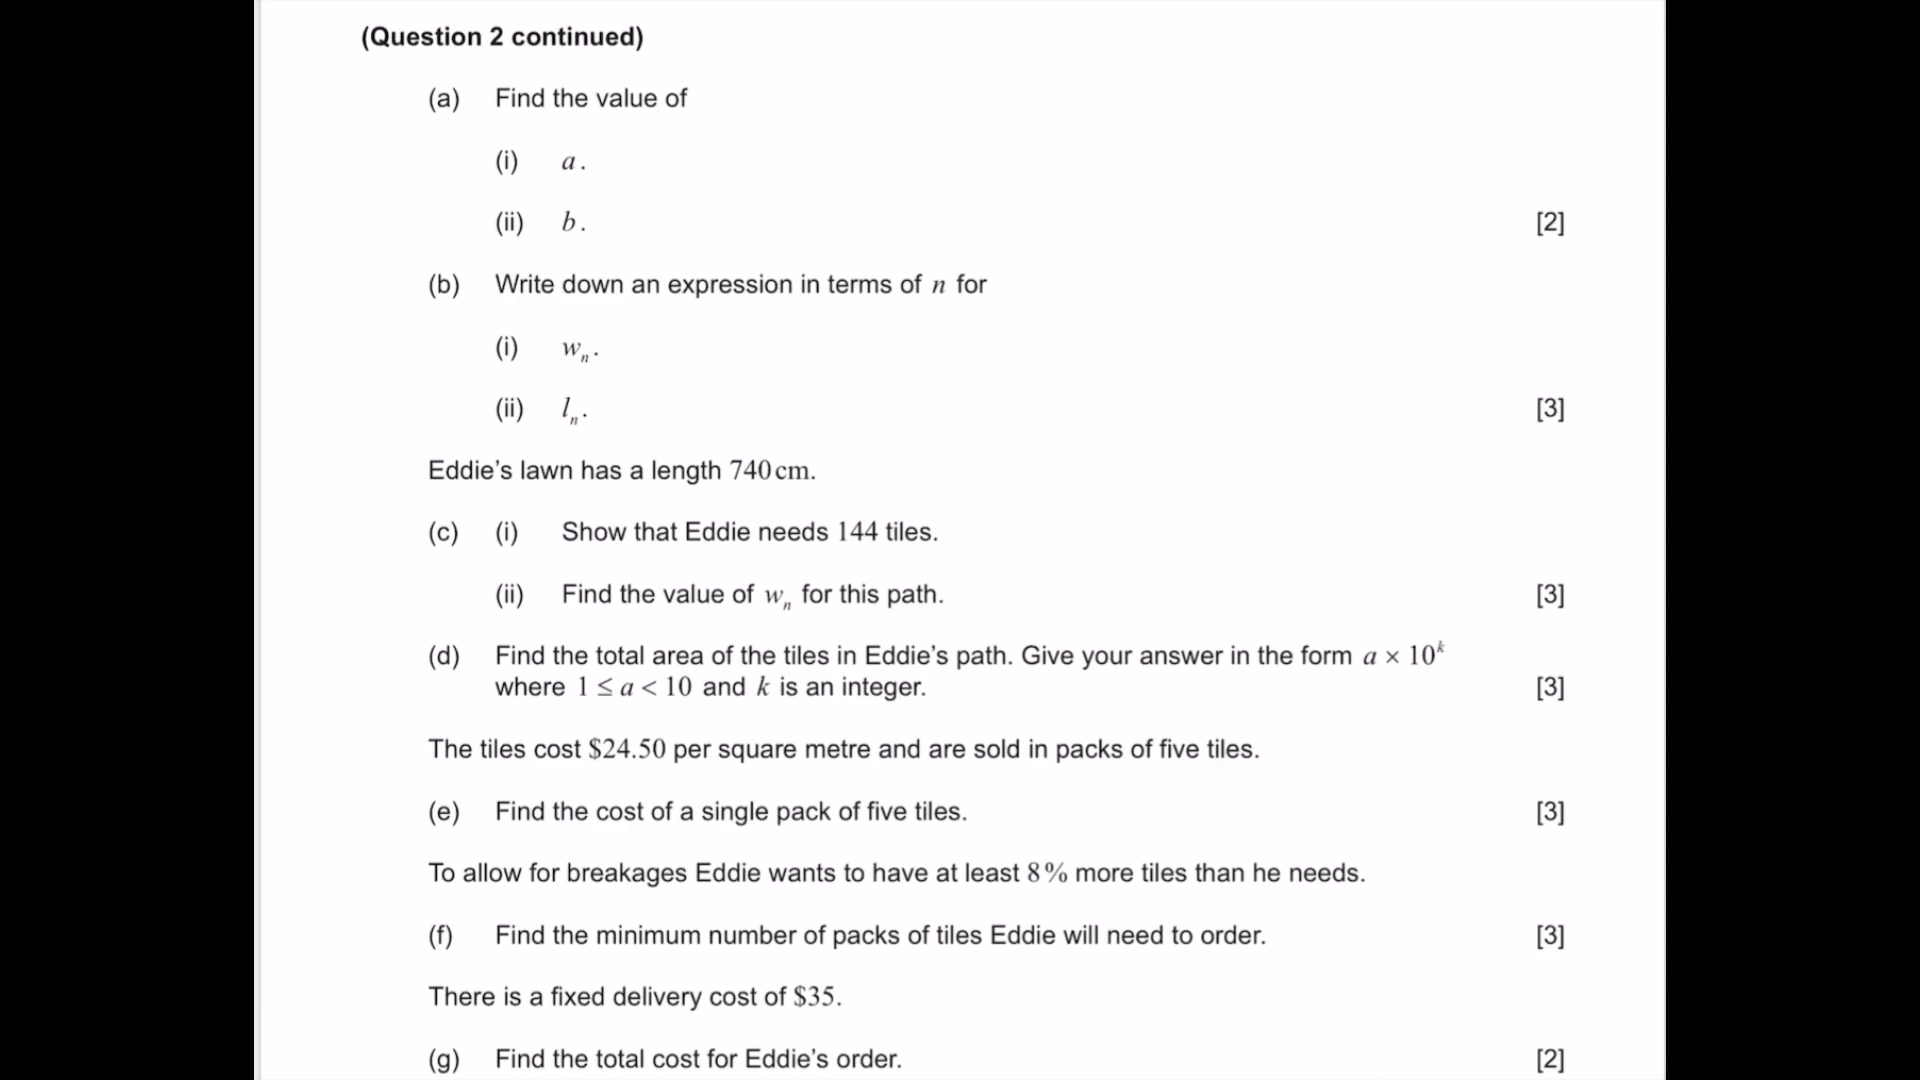 (Question 2 continued)
(a) Find the value of
(i) a.
(ii) b. [2]
(b) Write down an expression in terms of n for
(i) wₙ.
(ii) lₙ. [3]
Eddie’s lawn has a length 740 cm.
(c) (i) Show that Eddie needs 144 tiles.
(ii) Find the value of wₙ for this path. [3]
(d) Find the total area of the tiles in Eddie’s path. Give your answer in the form a × 10ᵏ
where 1 ≤ a < 10 and k is an integer. [3]
The tiles cost $24.50 per square metre and are sold in packs of five tiles.
(e) Find the cost of a single pack of five tiles. [3]
To allow for breakages Eddie wants to have at least 8% more tiles than he needs.
(f) Find the minimum number of packs of tiles Eddie will need to order. [3]
There is a fixed delivery cost of $35.
(g) Find the total cost for Eddie’s order. [2]